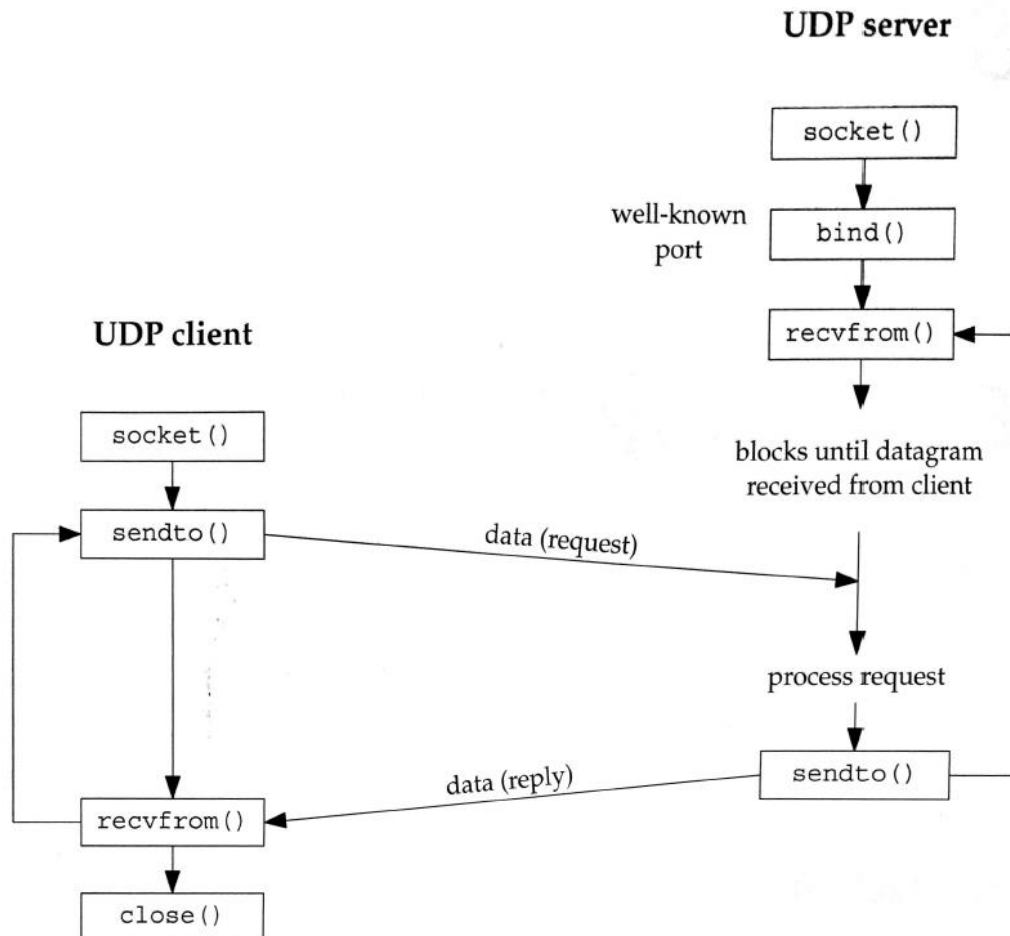 UDP server
socket()
well-known
port
bind()
recvfrom()
UDP client
socket()
blocks until datagram
received from client
sendto()
data (request)
process request
sendto()
data (reply)
recvfrom()
close()